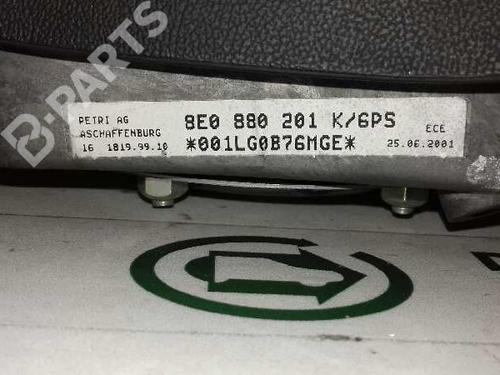 B-PARTS
PETRI AG
ASCHAFFENBURG
16 1819.99.10
8E0 880 201 K/6PS
*001LG0B76MGE*
ECE
25.06.2001